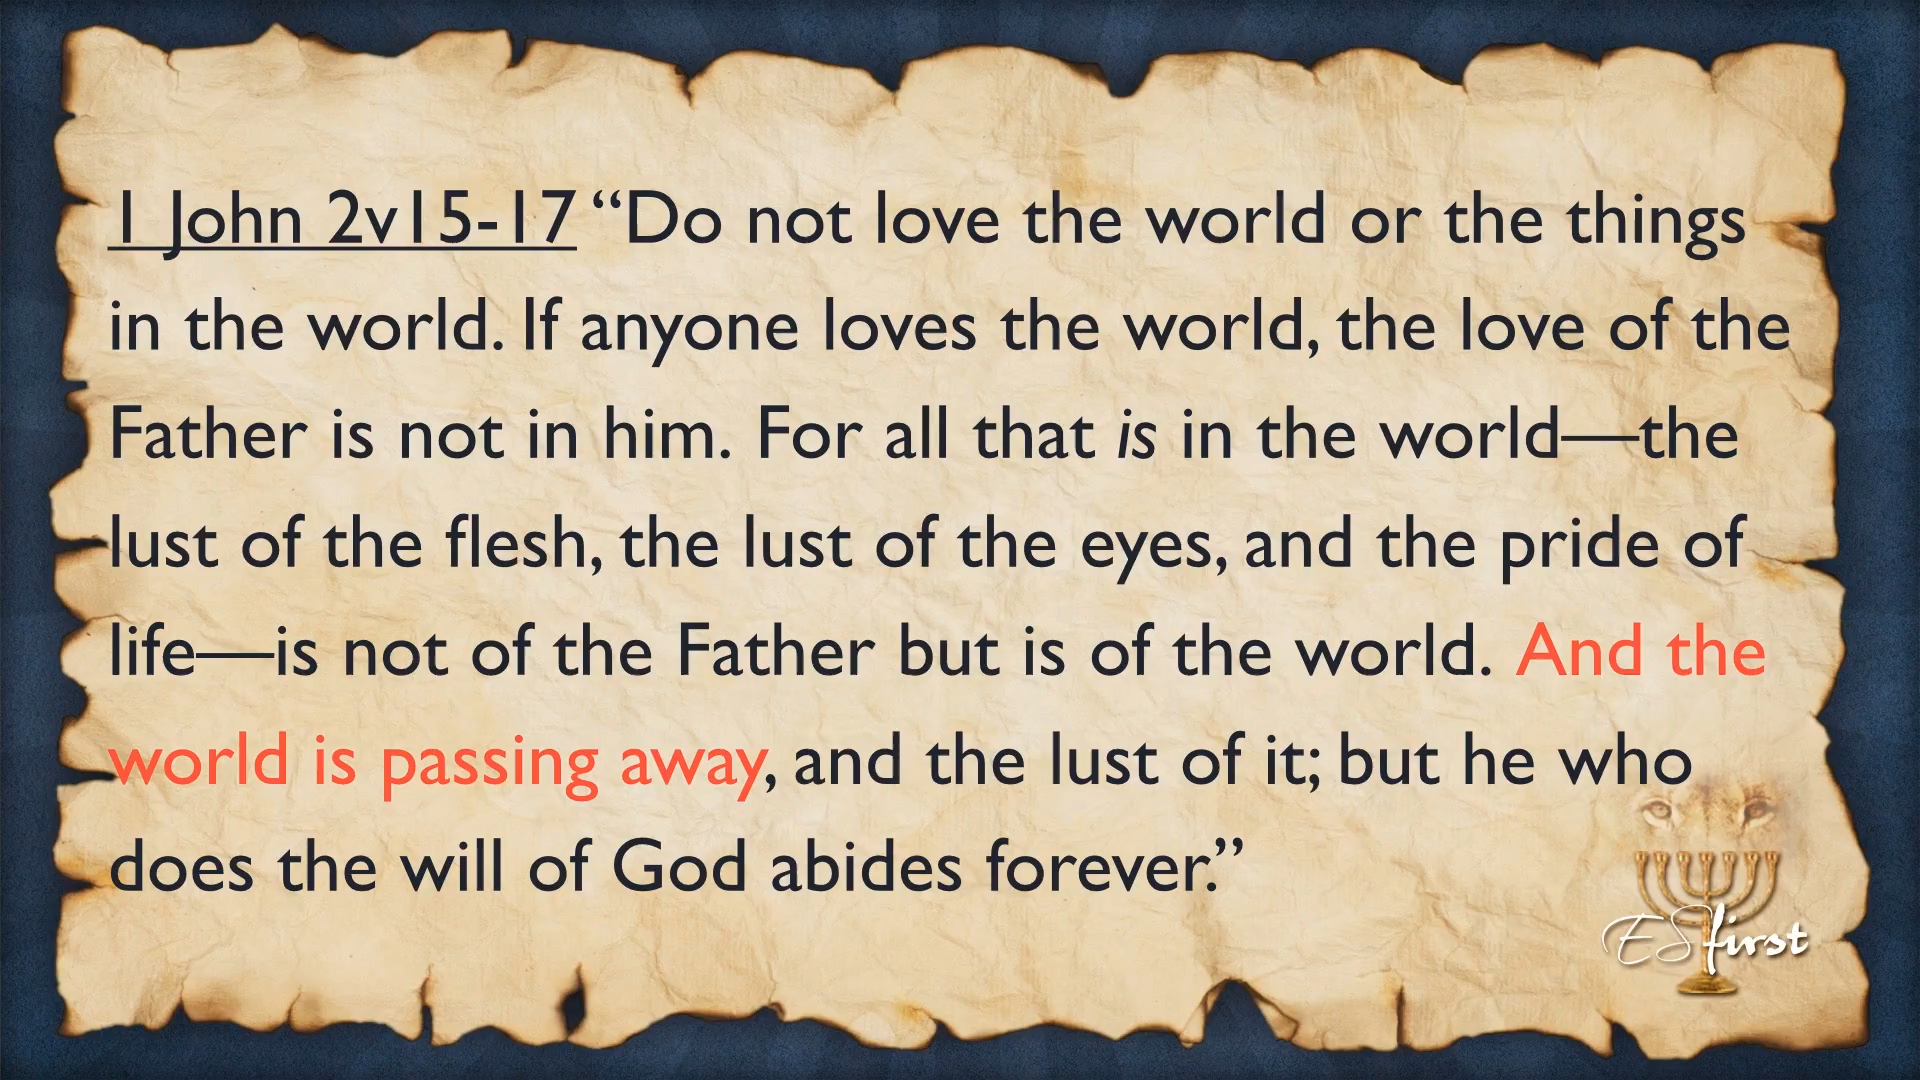 1 John 2v15-17 “Do not love the world or the things
in the world. If anyone loves the world, the love of the
Father is not in him. For all that is in the world—the
lust of the flesh, the lust of the eyes, and the pride of
life—is not of the Father but is of the world. And the
world is passing away, and the lust of it; but he who
does the will of God abides forever.”
ESfirst